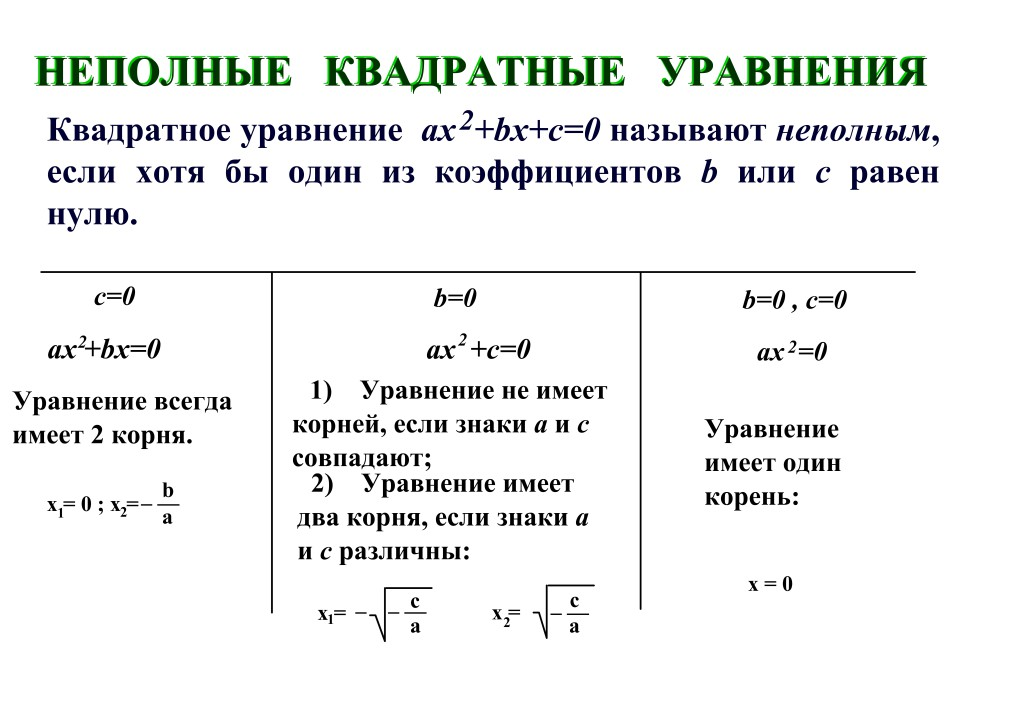 НЕПОЛНЫЕ КВАДРАТНЫЕ УРАВНЕНИЯ
Квадратное уравнение ax²+bx+c=0 называют неполным,
если хотя бы один из коэффициентов b или c равен
нулю.
c=0
ax²+bx=0
Уравнение всегда
имеет 2 корня.
x₁= 0 ; x₂=− b/a
b=0
ax² +c=0
1) Уравнение не имеет
корней, если знаки a и c
совпадают;
2) Уравнение имеет
два корня, если знаки a
и c различны:
x₁= −√(− c/a) x₂= √(− c/a)
b=0 , c=0
ax²=0
Уравнение
имеет один
корень:
x = 0